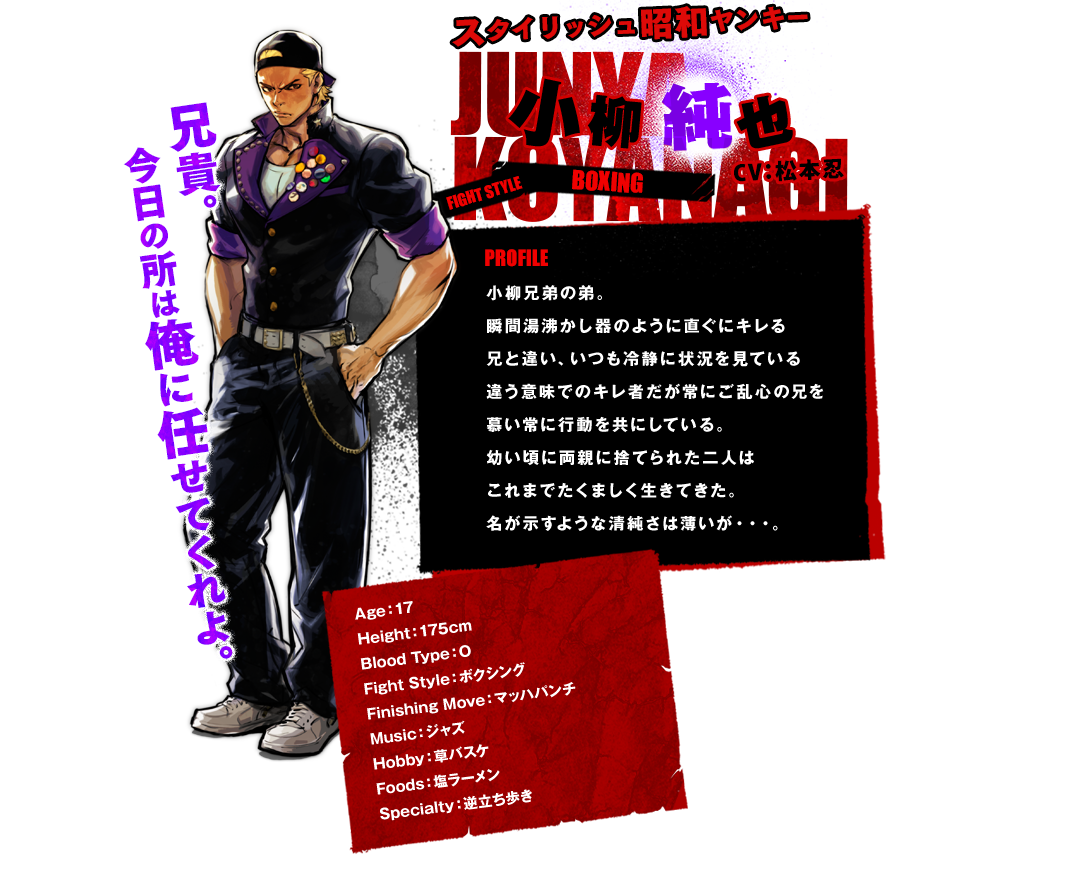 スタイリッシュ昭和ヤンキー
JUNYA
KOYANAGI
小柳 純也
CV：松本忍
FIGHT STYLE
BOXING
兄貴。
今日の所は俺に任せてくれよ。
PROFILE
小柳兄弟の弟。
瞬間湯沸かし器のように直ぐにキレる
兄と違い、いつも冷静に状況を見ている
違う意味でのキレ者だが常にご乱心の兄を
慕い常に行動を共にしている。
幼い頃に両親に捨てられた二人は
これまでたくましく生きてきた。
名が示すような清純さは薄いが・・・。
Age：17
Height：175cm
Blood Type：O
Fight Style：ボクシング
Finishing Move：マッハパンチ
Music：ジャズ
Hobby：草バスケ
Foods：塩ラーメン
Specialty：逆立ち歩き